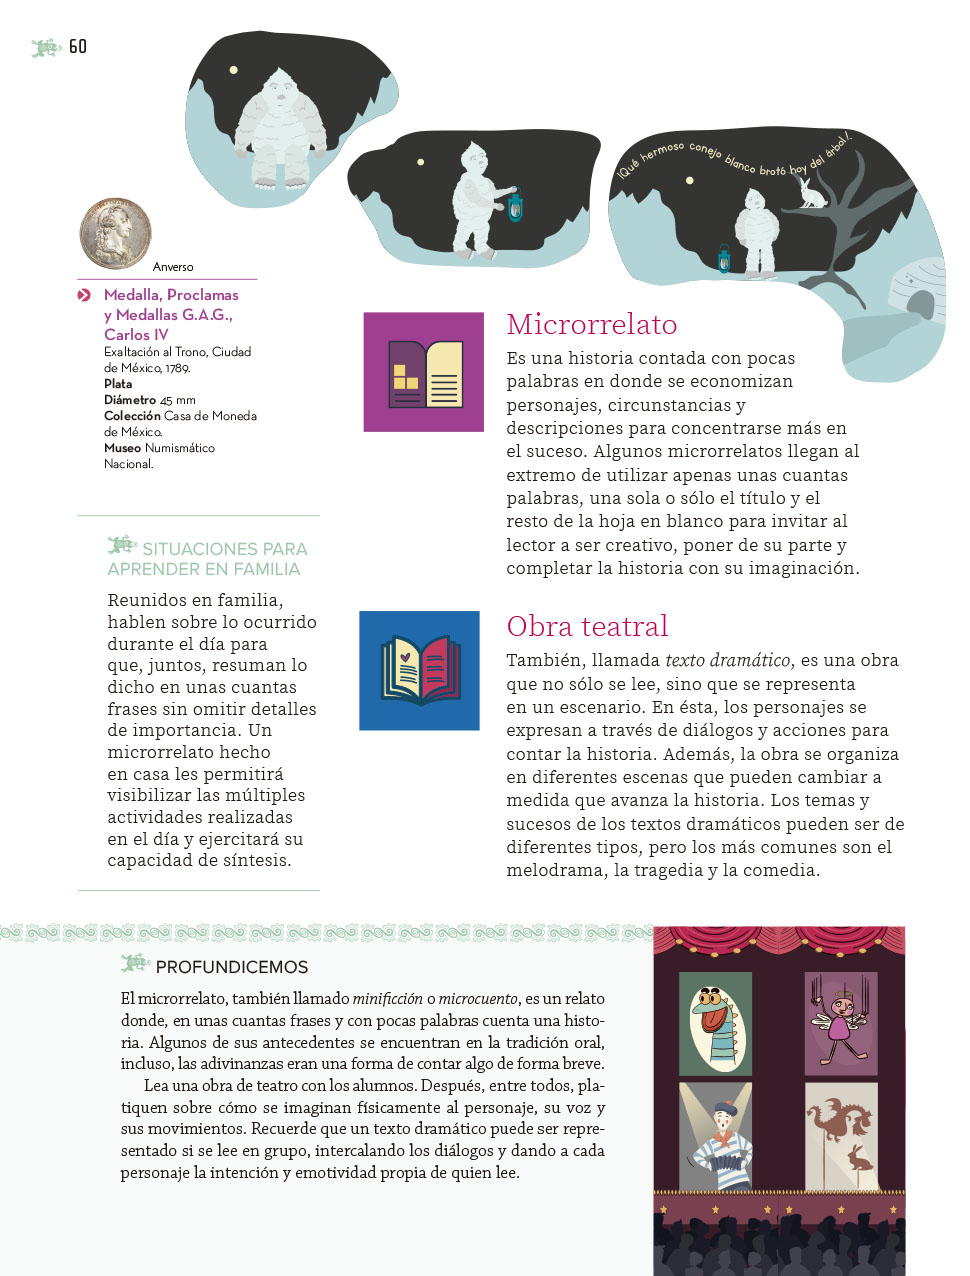 60
¡Qué hermoso conejo blanco brotó hoy del árbol!
Anverso
Medalla, Proclamas
y Medallas G.A.G.,
Carlos IV
Exaltación al Trono, Ciudad
de México, 1789.
Plata
Diámetro 45 mm
Colección Casa de Moneda
de México.
Museo Numismático
Nacional.
SITUACIONES PARA
APRENDER EN FAMILIA
Reunidos en familia,
hablen sobre lo ocurrido
durante el día para
que, juntos, resuman lo
dicho en unas cuantas
frases sin omitir detalles
de importancia. Un
microrrelato hecho
en casa les permitirá
visibilizar las múltiples
actividades realizadas
en el día y ejercitará su
capacidad de síntesis.
Microrrelato
Es una historia contada con pocas
palabras en donde se economizan
personajes, circunstancias y
descripciones para concentrarse más en
el suceso. Algunos microrrelatos llegan al
extremo de utilizar apenas unas cuantas
palabras, una sola o sólo el título y el
resto de la hoja en blanco para invitar al
lector a ser creativo, poner de su parte y
completar la historia con su imaginación.
Obra teatral
También, llamada texto dramático, es una obra
que no sólo se lee, sino que se representa
en un escenario. En ésta, los personajes se
expresan a través de diálogos y acciones para
contar la historia. Además, la obra se organiza
en diferentes escenas que pueden cambiar a
medida que avanza la historia. Los temas y
sucesos de los textos dramáticos pueden ser de
diferentes tipos, pero los más comunes son el
melodrama, la tragedia y la comedia.
PROFUNDICEMOS
El microrrelato, también llamado minificción o microcuento, es un relato
donde, en unas cuantas frases y con pocas palabras cuenta una histo-
ria. Algunos de sus antecedentes se encuentran en la tradición oral,
incluso, las adivinanzas eran una forma de contar algo de forma breve.
Lea una obra de teatro con los alumnos. Después, entre todos, pla-
tiquen sobre cómo se imaginan físicamente al personaje, su voz y
sus movimientos. Recuerde que un texto dramático puede ser repre-
sentado si se lee en grupo, intercalando los diálogos y dando a cada
personaje la intención y emotividad propia de quien lee.